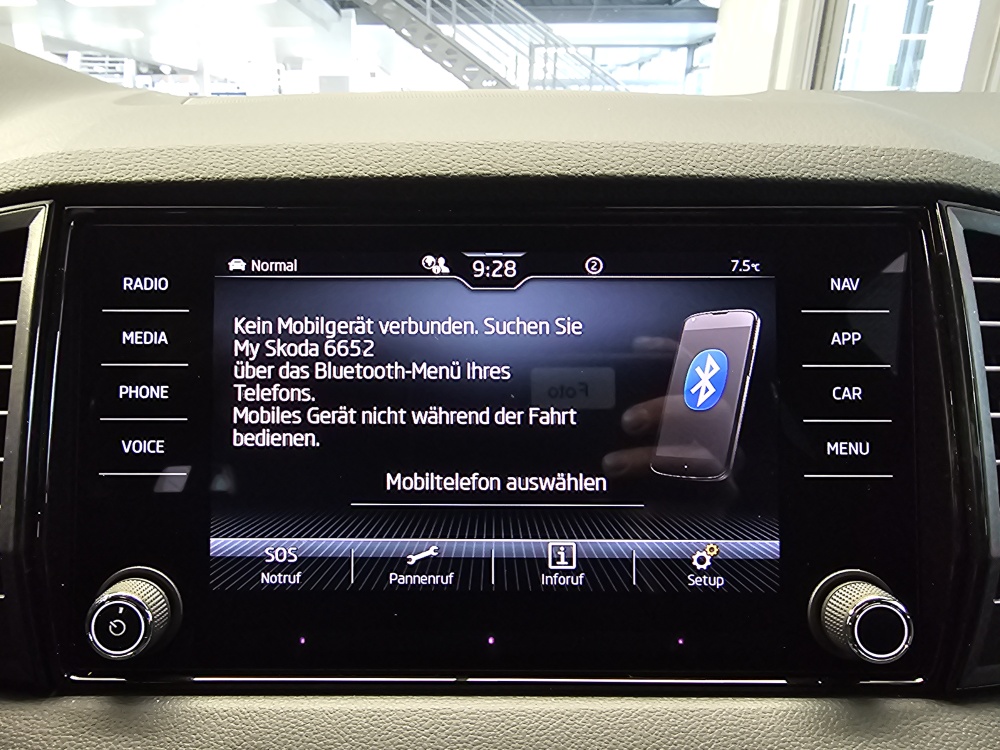 Normal
9:28
2
7.5°C
RADIO
MEDIA
PHONE
VOICE
NAV
APP
CAR
MENU
Kein Mobilgerät verbunden. Suchen Sie
My Skoda 6652
über das Bluetooth-Menü Ihres
Telefons.
Mobiles Gerät nicht während der Fahrt
bedienen.
Foto
Mobiltelefon auswählen
SOS
Notruf
Pannenruf
Inforuf
Setup